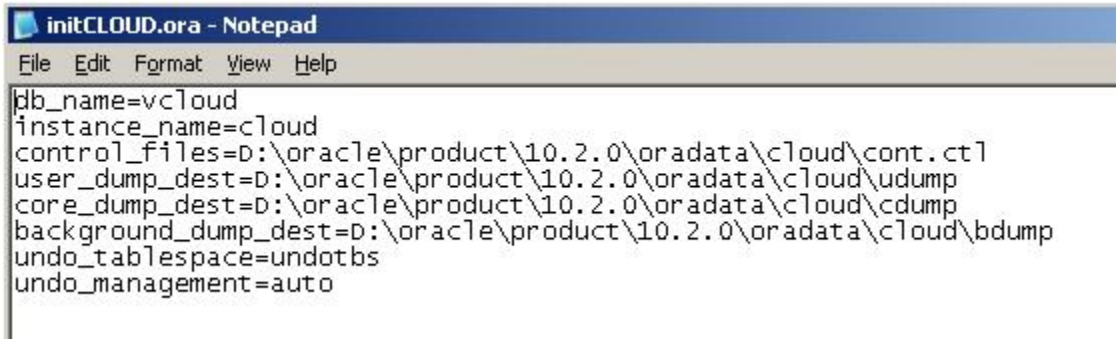 initCLOUD.ora - Notepad
File Edit Format View Help
db_name=vcloud
instance_name=cloud
control_files=D:\oracle\product\10.2.0\oradata\cloud\cont.ctl
user_dump_dest=D:\oracle\product\10.2.0\oradata\cloud\udump
core_dump_dest=D:\oracle\product\10.2.0\oradata\cloud\cdump
background_dump_dest=D:\oracle\product\10.2.0\oradata\cloud\bdump
undo_tablespace=undotbs
undo_management=auto